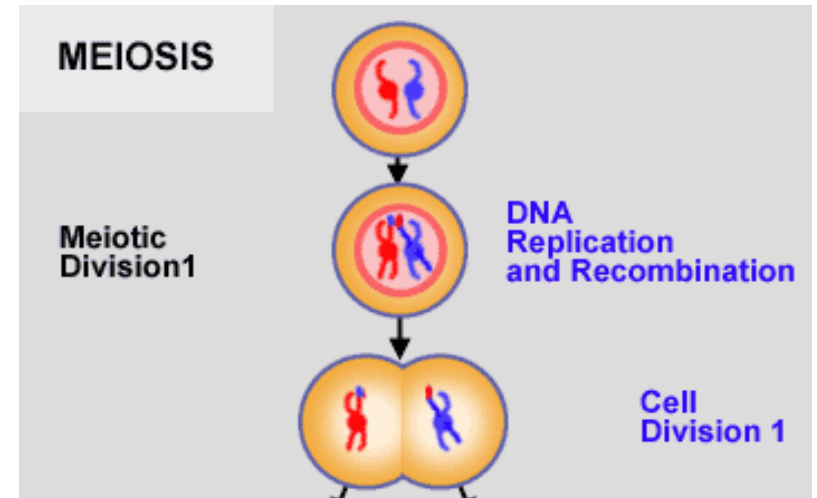 MEIOSIS
Meiotic
Division1
DNA
Replication
and Recombination
Cell
Division 1